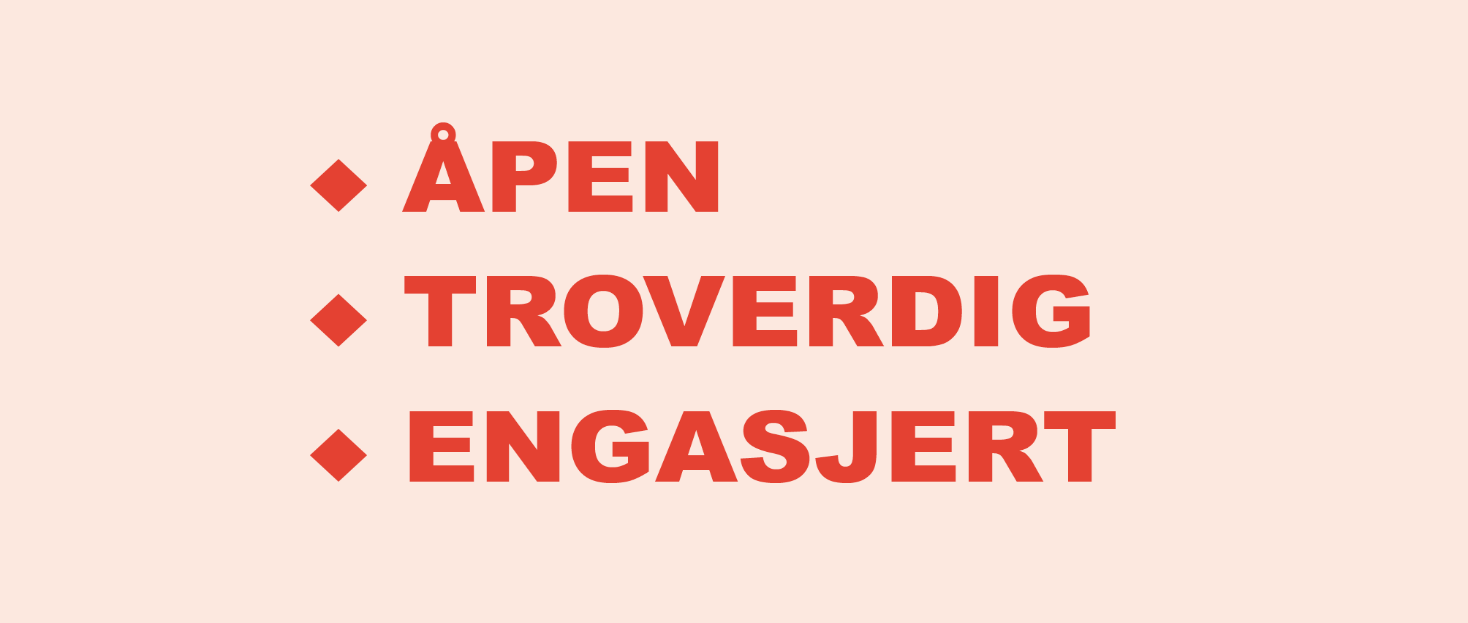 ◆ ÅPEN
◆ TROVERDIG
◆ ENGASJERT